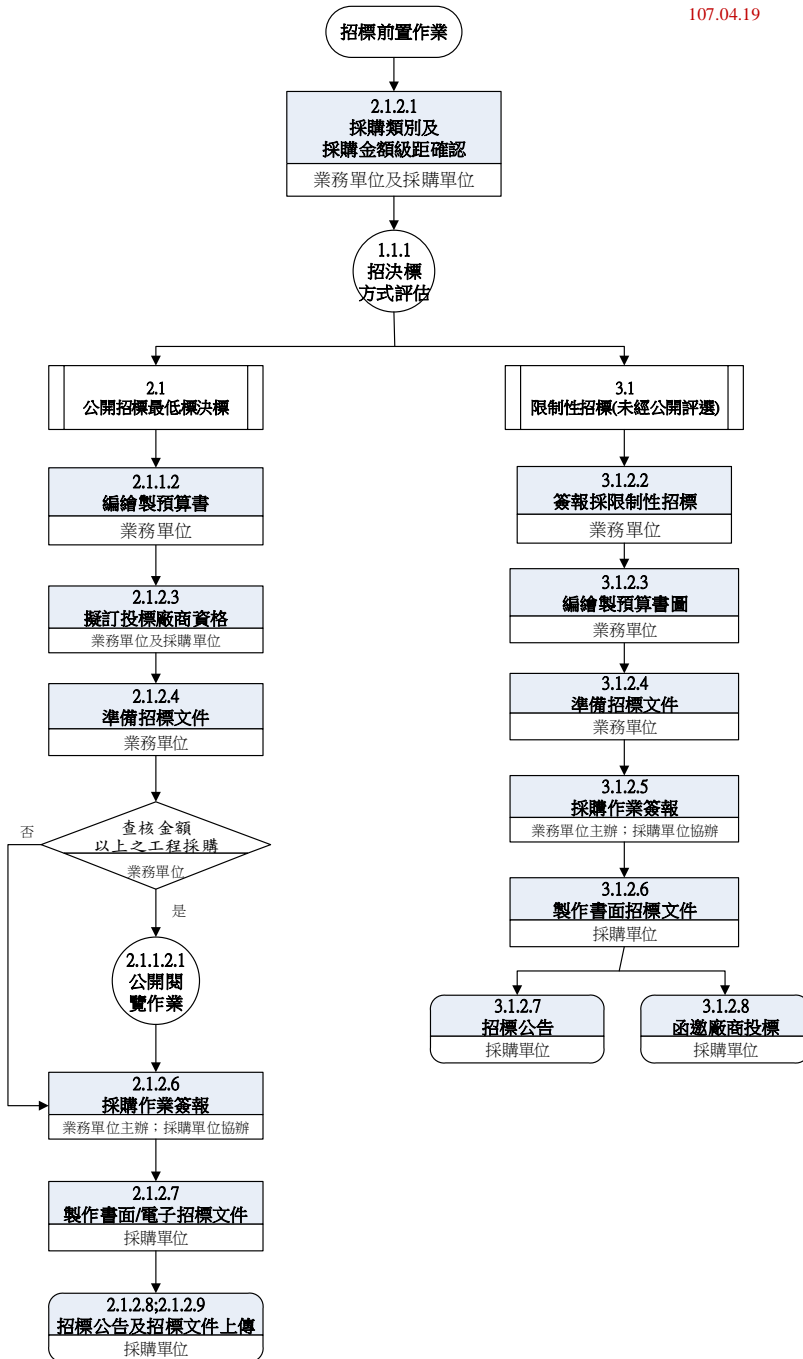 107.04.19
招標前置作業
2.1.2.1
採購類別及
採購金額級距確認
業務單位及採購單位
1.1.1
招決標
方式評估
2.1
公開招標最低標決標
2.1.1.2
編繪製預算書
業務單位
2.1.2.3
擬訂投標廠商資格
業務單位及採購單位
2.1.2.4
準備招標文件
業務單位
查核金額
以上之工程採購
業務單位
否
是
2.1.1.2.1
公開閱
覽作業
2.1.2.6
採購作業簽報
業務單位主辦；採購單位協辦
2.1.2.7
製作書面/電子招標文件
採購單位
2.1.2.8;2.1.2.9
招標公告及招標文件上傳
採購單位
3.1
限制性招標(未經公開評選)
3.1.2.2
簽報採限制性招標
業務單位
3.1.2.3
編繪製預算書圖
業務單位
3.1.2.4
準備招標文件
業務單位
3.1.2.5
採購作業簽報
業務單位主辦；採購單位協辦
3.1.2.6
製作書面招標文件
採購單位
3.1.2.7
招標公告
採購單位
3.1.2.8
函邀廠商投標
採購單位